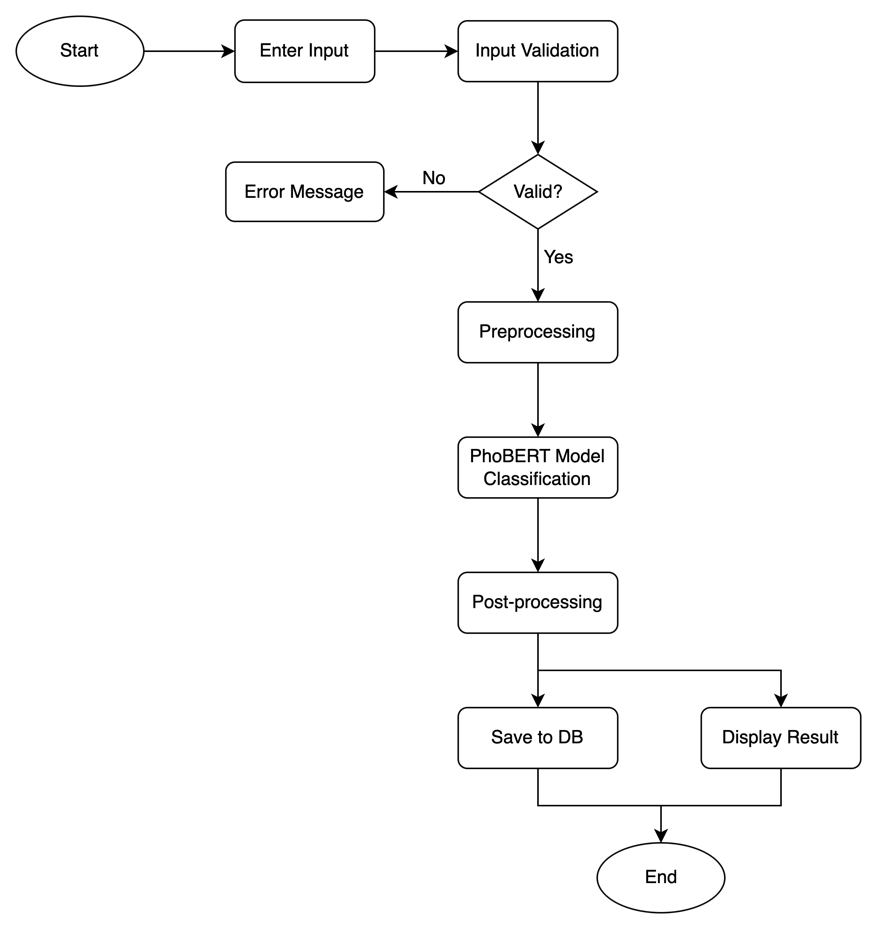 Start
Enter Input
Input Validation
Error Message
No
Valid?
Yes
Preprocessing
PhoBERT Model
Classification
Post-processing
Save to DB
Display Result
End